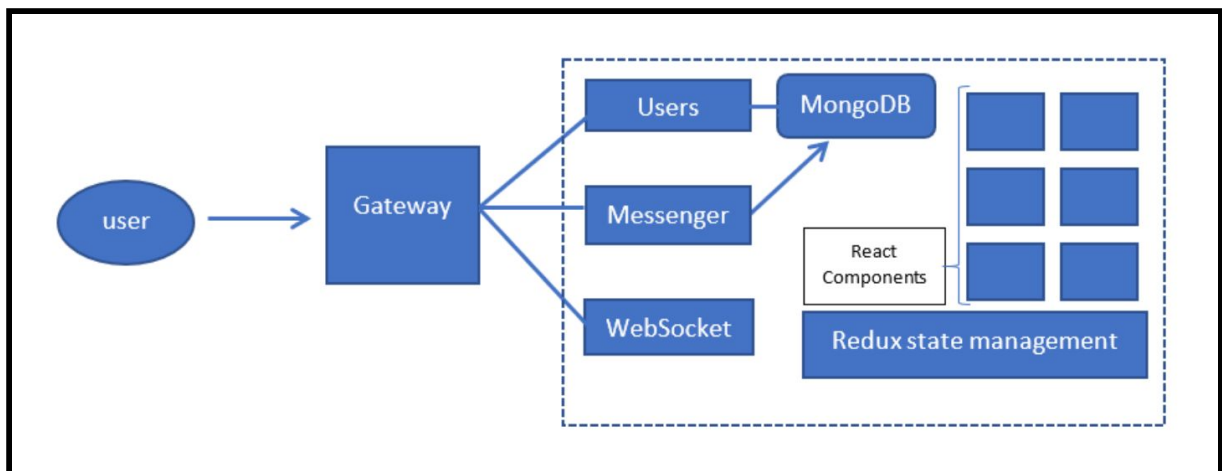 user
Gateway
Users
MongoDB
Messenger
WebSocket
React
Components
Redux state management